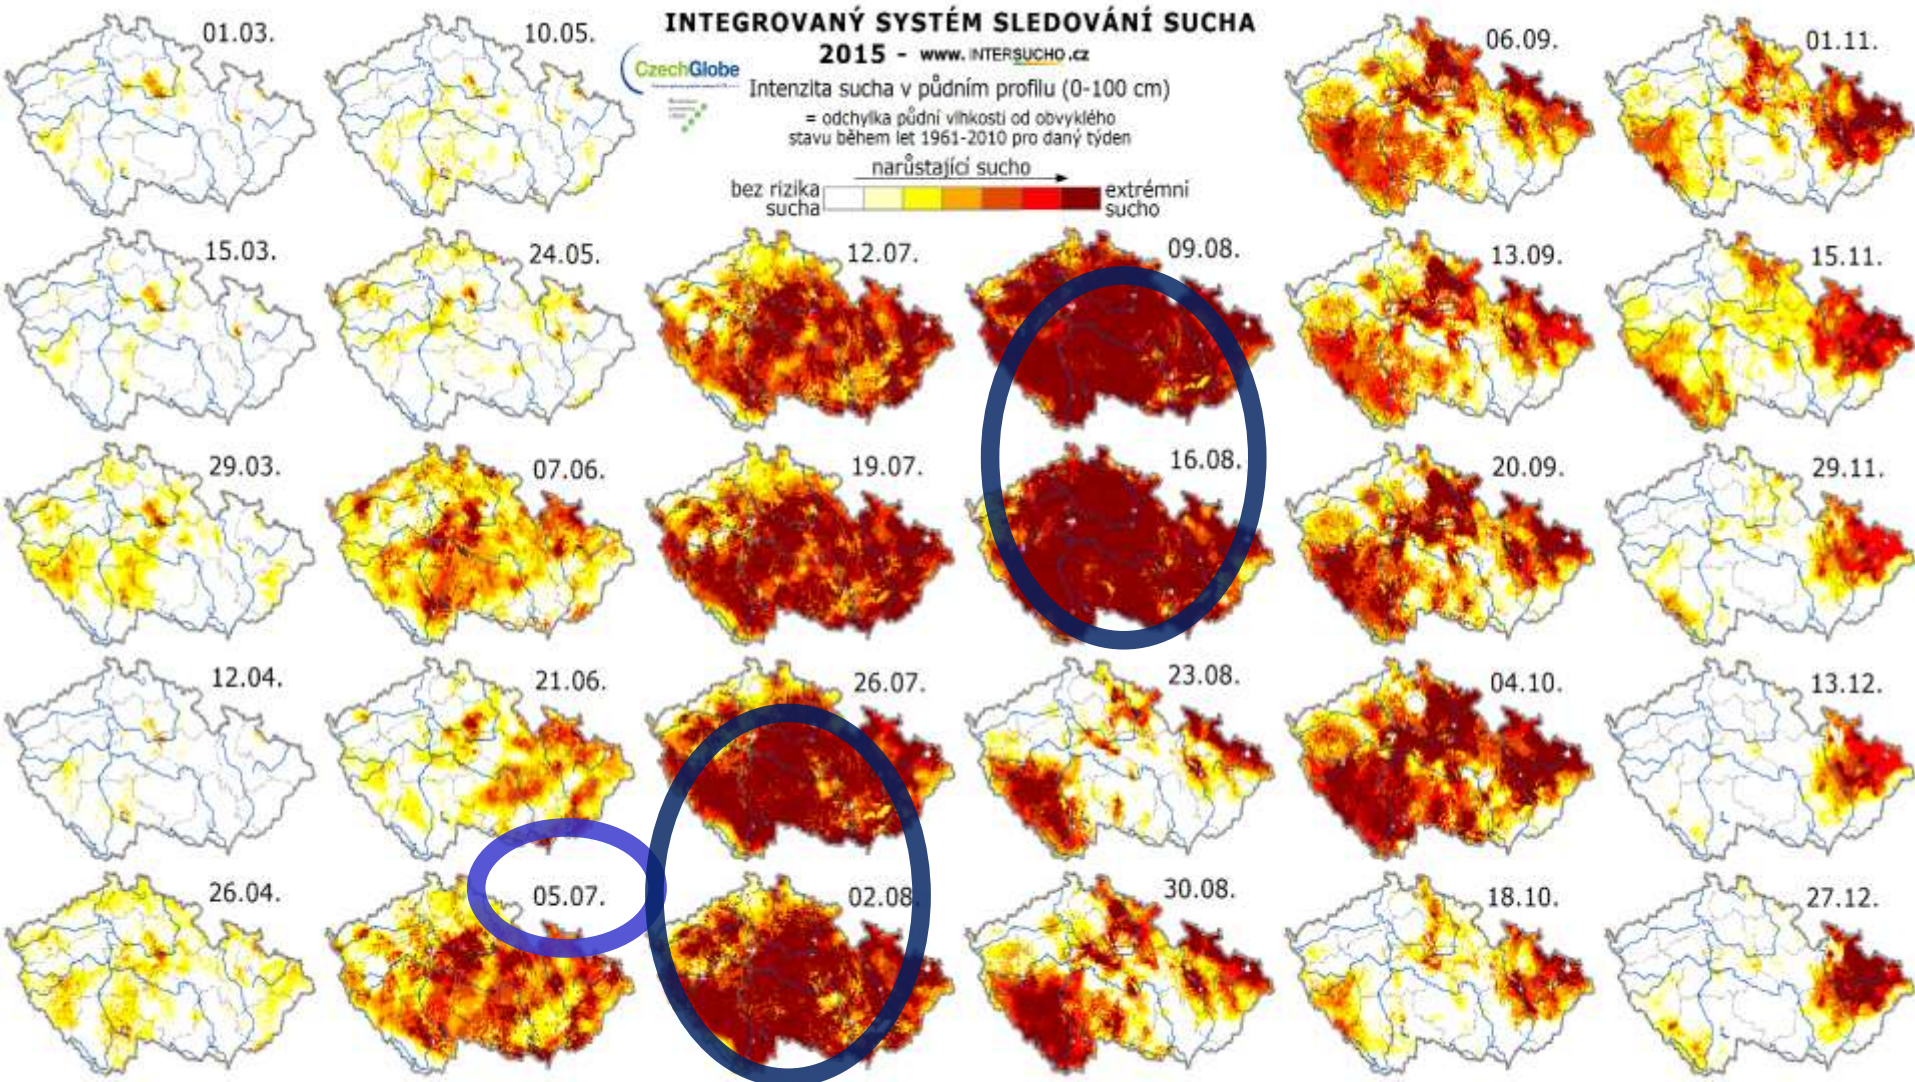 INTEGROVANÝ SYSTÉM SLEDOVÁNÍ SUCHA
2015 - www. INTERSUCHO.cz
CzechGlobe
Intenzita sucha v půdním profilu (0-100 cm)
= odchylka půdní vlhkosti od obvyklého
stavu během let 1961-2010 pro daný týden
narůstající sucho
bez rizika
sucha
extrémní
sucho
01.03.
15.03.
29.03.
12.04.
26.04.
10.05.
24.05.
07.06.
21.06.
05.07.
12.07.
19.07.
26.07.
02.08.
09.08.
16.08.
23.08.
30.08.
06.09.
13.09.
20.09.
04.10.
18.10.
01.11.
15.11.
29.11.
13.12.
27.12.